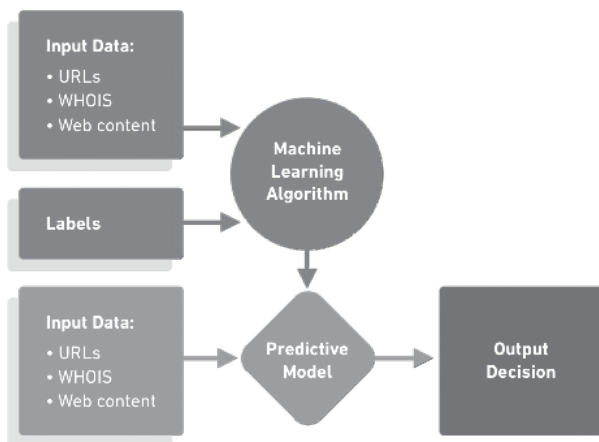 Input Data:
• URLs
• WHOIS
• Web content
Machine
Learning
Algorithm
Labels
Input Data:
• URLs
• WHOIS
• Web content
Predictive
Model
Output
Decision